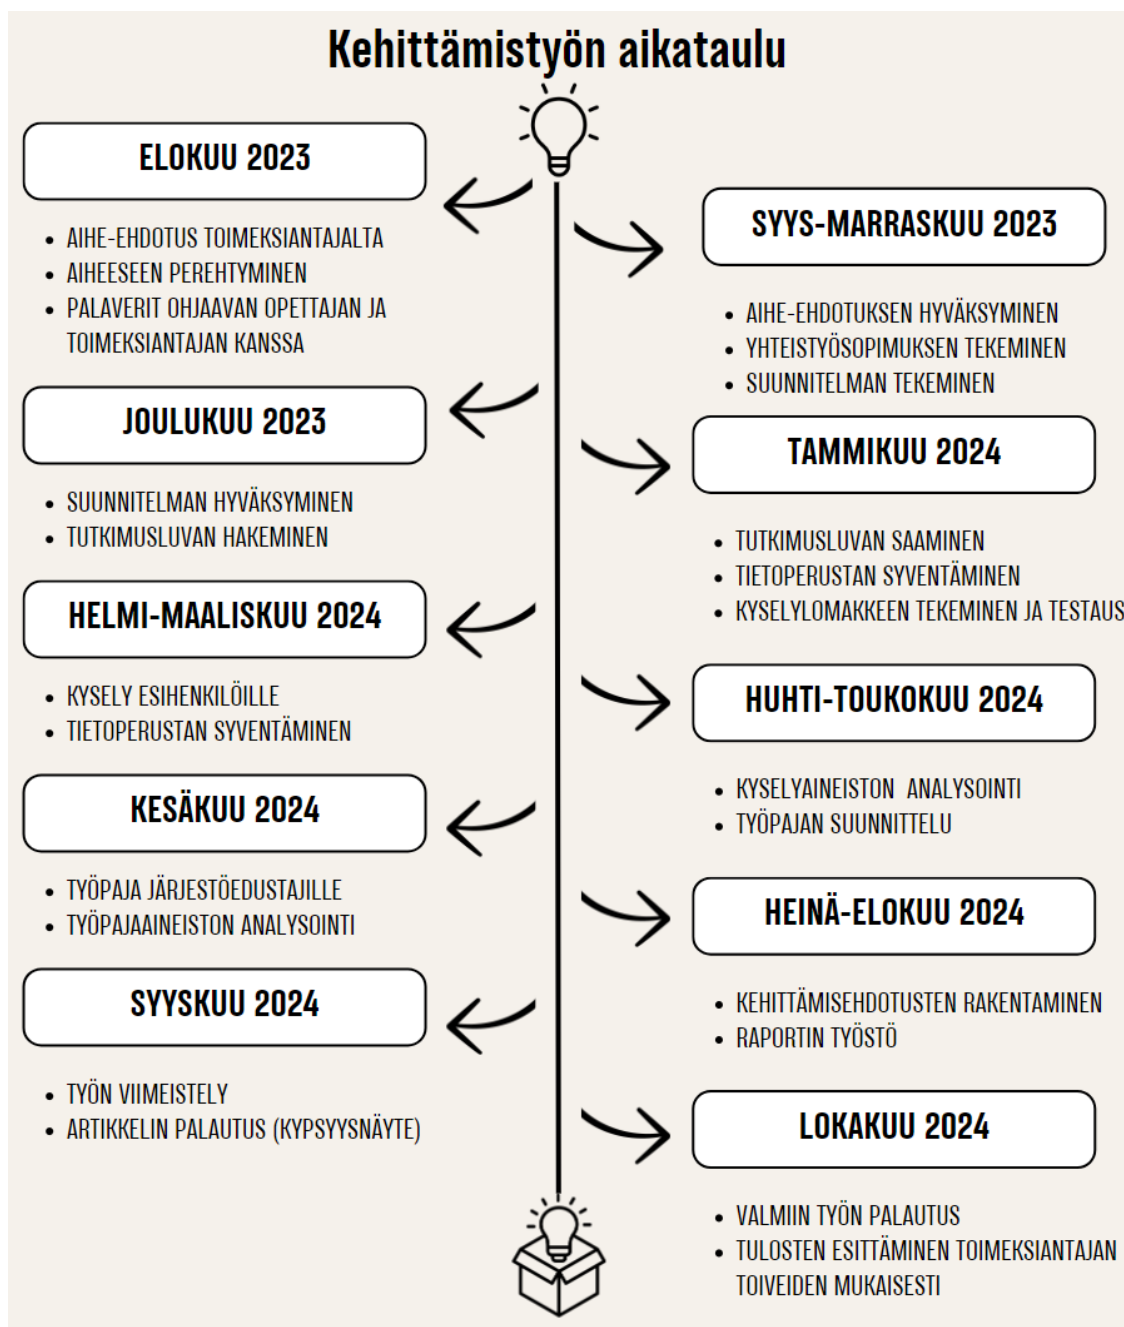 Kehittämistyön aikataulu
ELOKUU 2023
• AIHE-EHDOTUS TOIMEKSIANTAJALTA
• AIHEESEEN PEREHTYMINEN
• PALAVERIT OHJAAVAN OPETTAJAN JA
TOIMEKSIANTAJAN KANSSA
SYYS-MARRASKUU 2023
• AIHE-EHDOTUKSEN HYVÄKSYMINEN
• YHTEISTYÖSOPIMUKSEN TEKEMINEN
• SUUNNITELMAN TEKEMINEN
JOULUKUU 2023
• SUUNNITELMAN HYVÄKSYMINEN
• TUTKIMUSLUVAN HAKEMINEN
TAMMIKUU 2024
• TUTKIMUSLUVAN SAAMINEN
• TIETOPERUSTAN SYVENTÄMINEN
• KYSELYLOMAKKEEN TEKEMINEN JA TESTAUS
HELMI-MAALISKUU 2024
• KYSELY ESIHENKILÖILLE
• TIETOPERUSTAN SYVENTÄMINEN
HUHTI-TOUKOKUU 2024
• KYSELYAINEISTON ANALYSOINTI
• TYÖPAJAN SUUNNITTELU
KESÄKUU 2024
• TYÖPAJA JÄRJESTÖEDUSTAJILLE
• TYÖPAJAAINEISTON ANALYSOINTI
HEINÄ-ELOKUU 2024
• KEHITTÄMISEHDOTUSTEN RAKENTAMINEN
• RAPORTIN TYÖSTÖ
SYYSKUU 2024
• TYÖN VIIMEISTELY
• ARTIKKELIN PALAUTUS (KYPSYYSNÄYTE)
LOKAKUU 2024
• VALMIIN TYÖN PALAUTUS
• TULOSTEN ESITTÄMINEN TOIMEKSIANTAJAN
TOIVEIDEN MUKAISESTI